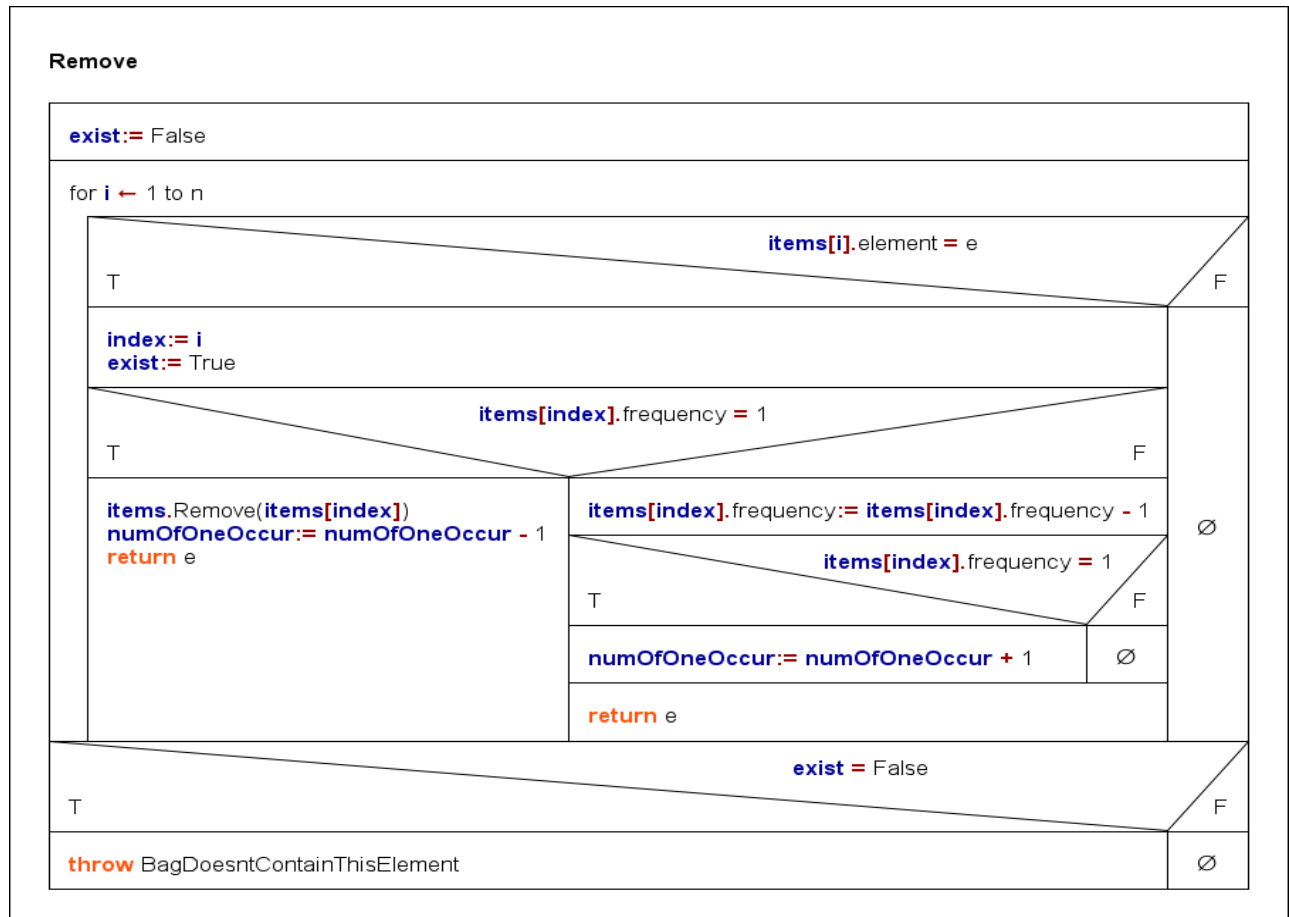 Remove
exist:= False
for i ← 1 to n
items[i].element = e
T
F
index:= i
exist:= True
items[index].frequency = 1
T
F
items.Remove(items[index])
numOfOneOccur:= numOfOneOccur - 1
return e
items[index].frequency:= items[index].frequency - 1
items[index].frequency = 1
T
F
numOfOneOccur:= numOfOneOccur + 1
∅
return e
∅
exist = False
T
F
throw BagDoesntContainThisElement
∅